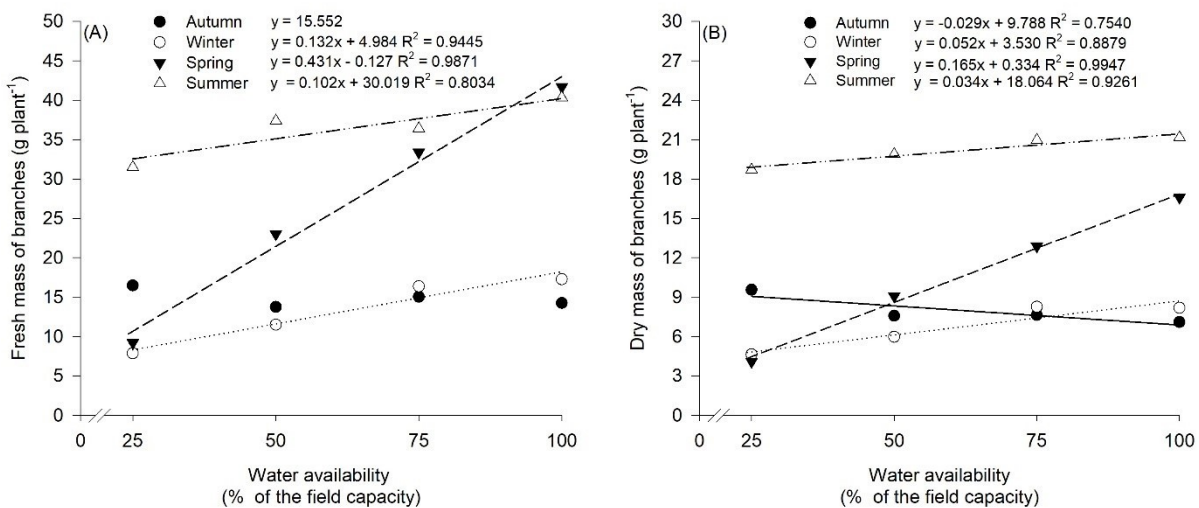 (A)
Autumn y = 15.552
Winter y = 0.132x + 4.984 R² = 0.9445
Spring y = 0.431x - 0.127 R² = 0.9871
Summer y = 0.102x + 30.019 R² = 0.8034
50
45
40
35
30
25
20
15
10
5
0
Fresh mass of branches (g plant⁻¹)
0 25 50 75 100
Water availability
(% of the field capacity)
(B)
Autumn y = -0.029x + 9.788 R² = 0.7540
Winter y = 0.052x + 3.530 R² = 0.8879
Spring y = 0.165x + 0.334 R² = 0.9947
Summer y = 0.034x + 18.064 R² = 0.9261
30
27
24
21
18
15
12
9
6
3
0
Dry mass of branches (g plant⁻¹)
0 25 50 75 100
Water availability
(% of the field capacity)